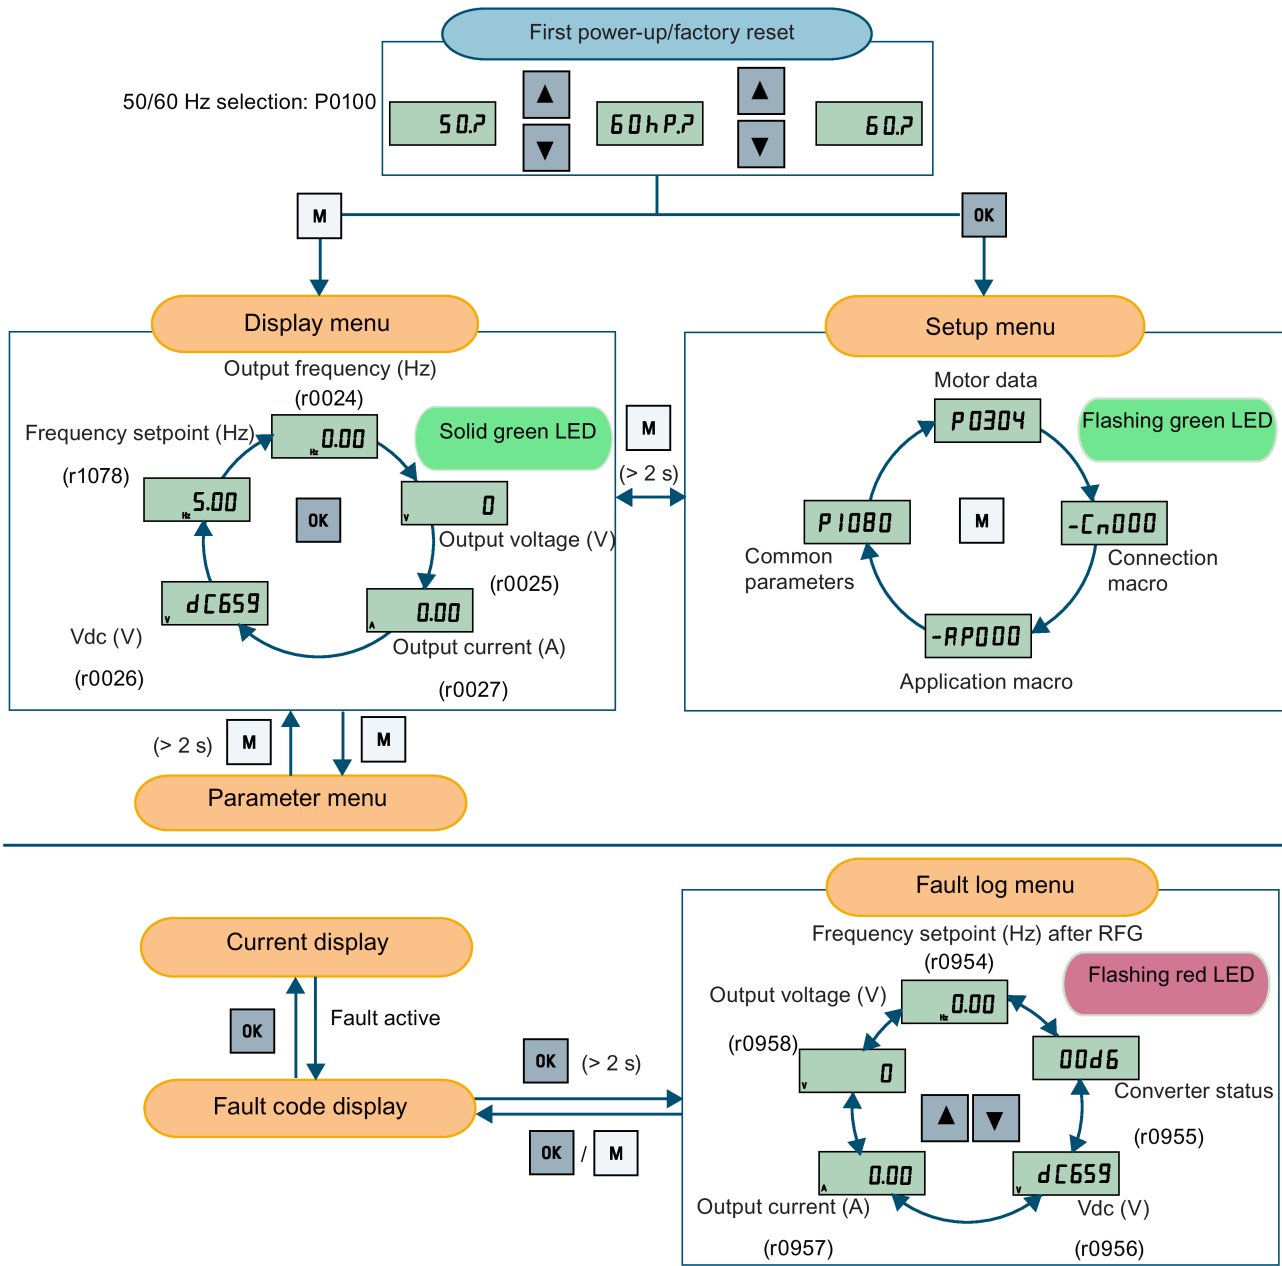 First power-up/factory reset
50/60 Hz selection: P0100
50.?
60hP.?
60.?
M
OK
Display menu
Output frequency (Hz)
(r0024)
Hz 0.00
Solid green LED
Frequency setpoint (Hz)
(r1078)
Hz 5.00
OK
V 0
Output voltage (V)
(r0025)
V dC659
Vdc (V)
(r0026)
A 0.00
Output current (A)
(r0027)
M
(> 2 s)
Setup menu
Motor data
P0304
Flashing green LED
P1080
Common
parameters
M
-Cn000
Connection
macro
-AP000
Application macro
(> 2 s)
M
M
Parameter menu
Fault log menu
Current display
OK
Fault active
Fault code display
OK
(> 2 s)
OK / M
Frequency setpoint (Hz) after RFG
(r0954)
Hz 0.00
Flashing red LED
Output voltage (V)
(r0958)
V 0
00d6
Converter status
(r0955)
A 0.00
Output current (A)
(r0957)
V dC659
Vdc (V)
(r0956)